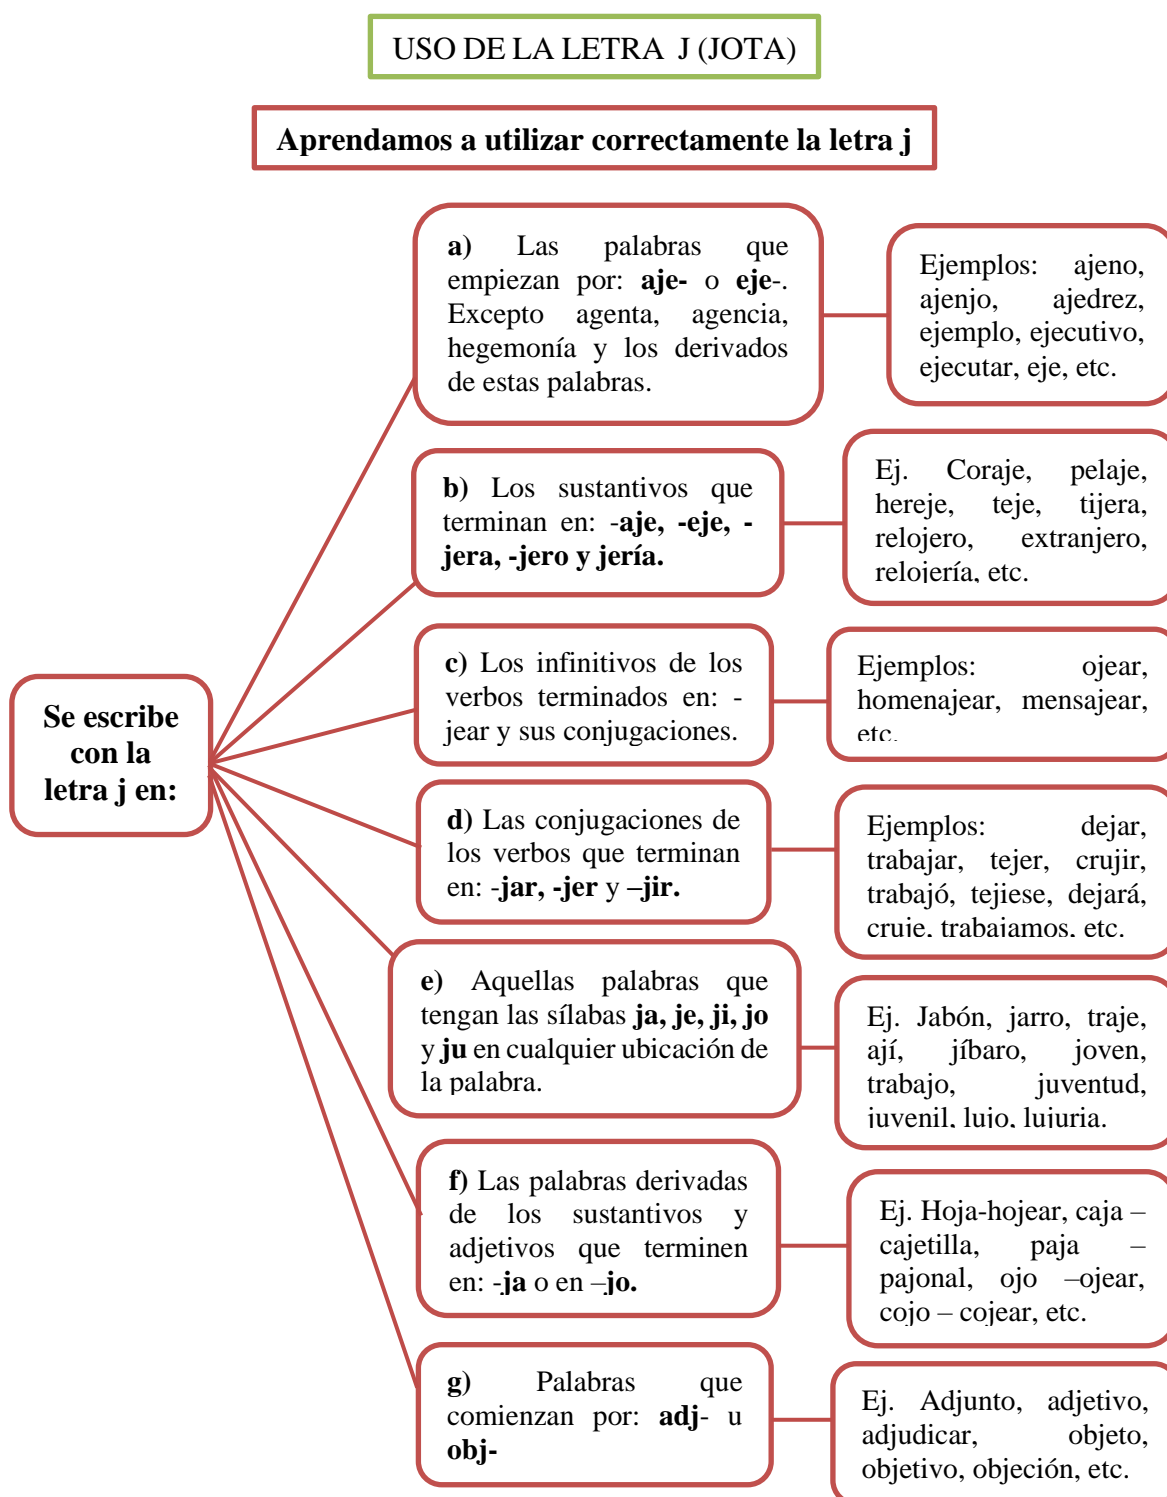 USO DE LA LETRA J (JOTA)
Aprendamos a utilizar correctamente la letra j
Se escribe
con la
letra j en:
a) Las palabras que
empiezan por: aje- o eje-.
Excepto agenta, agencia,
hegemonía y los derivados
de estas palabras.
Ejemplos: ajeno,
ajenjo, ajedrez,
ejemplo, ejecutivo,
ejecutar, eje, etc.
b) Los sustantivos que
terminan en: -aje, -eje, -
jera, -jero y jería.
Ej. Coraje, pelaje,
hereje, teje, tijera,
relojero, extranjero,
relojería, etc.
c) Los infinitivos de los
verbos terminados en: -
jear y sus conjugaciones.
Ejemplos: ojear,
homenajear, mensajear,
etc.
d) Las conjugaciones de
los verbos que terminan
en: -jar, -jer y –jir.
Ejemplos: dejar,
trabajar, tejer, crujir,
trabajó, tejiese, dejará,
cruje, trabajamos, etc.
e) Aquellas palabras que
tengan las sílabas ja, je, ji, jo
y ju en cualquier ubicación de
la palabra.
Ej. Jabón, jarro, traje,
ají, jíbaro, joven,
trabajo, juventud,
juvenil, lujo, lujuria.
f) Las palabras derivadas
de los sustantivos y
adjetivos que terminen
en: -ja o en –jo.
Ej. Hoja-hojear, caja –
cajetilla, paja –
pajonal, ojo –ojear,
cojo – cojear, etc.
g) Palabras que
comienzan por: adj- u
obj-
Ej. Adjunto, adjetivo,
adjudicar, objeto,
objetivo, objeción, etc.